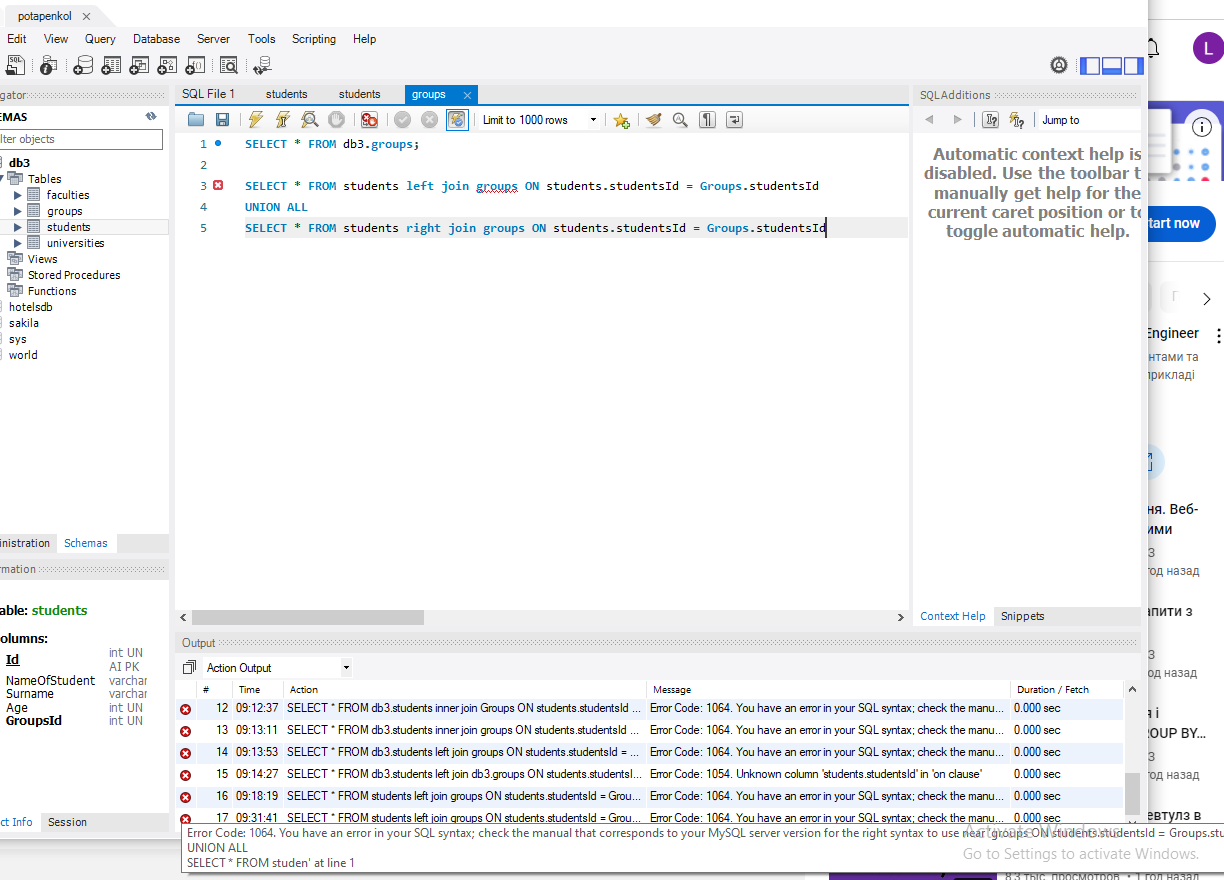 potapenkol
Edit View Query Database Server Tools Scripting Help
L
gator
SQL File 1 students students groups
SQLAdditions
EMAS
lter objects
Limit to 1000 rows
Jump to
db3
Tables
faculties
groups
students
universities
Views
Stored Procedures
Functions
hotelsdb
sakila
sys
world
1 SELECT * FROM db3.groups;
2
3 SELECT * FROM students left join groups ON students.studentsId = Groups.studentsId
4 UNION ALL
5 SELECT * FROM students right join groups ON students.studentsId = Groups.studentsId
Automatic context help is
disabled. Use the toolbar t
manually get help for the
current caret position or to
toggle automatic help.
tart now
Engineer
нтами та
прикладі
ня. Веб-
ими
год назад
апити з
од назад
я і
ROUP BY...
од назад
евтулз в
inistration Schemas
rmation
able: students
olumns:
Id int UN
AI PK
NameOfStudent varchar
Surname varchar
Age int UN
GroupsId int UN
ct Info Session
Context Help Snippets
Output
Action Output
# Time Action Message Duration / Fetch
12 09:12:37 SELECT * FROM db3.students inner join Groups ON students.studentsId ... Error Code: 1064. You have an error in your SQL syntax; check the manu... 0.000 sec
13 09:13:11 SELECT * FROM db3.students inner join groups ON students.studentsId ... Error Code: 1064. You have an error in your SQL syntax; check the manu... 0.000 sec
14 09:13:53 SELECT * FROM db3.students left join groups ON students.studentsId = ... Error Code: 1064. You have an error in your SQL syntax; check the manu... 0.000 sec
15 09:14:27 SELECT * FROM db3.students left join db3.groups ON students.studentsI... Error Code: 1054. Unknown column 'students.studentsId' in 'on clause' 0.000 sec
16 09:18:19 SELECT * FROM students left join groups ON students.studentsId = Grou... Error Code: 1064. You have an error in your SQL syntax; check the manu... 0.000 sec
17 09:31:41 SELECT * FROM students left join groups ON students.studentsId = Grou... Error Code: 1064. You have an error in your SQL syntax; check the manu... 0.000 sec
Error Code: 1064. You have an error in your SQL syntax; check the manual that corresponds to your MySQL server version for the right syntax to use near 'groups ON students.studentsId = Groups.stu
UNION ALL
SELECT * FROM studen' at line 1
Activate Windows
Go to Settings to activate Windows.
8,3 тыс. просмотров • 1 год назад